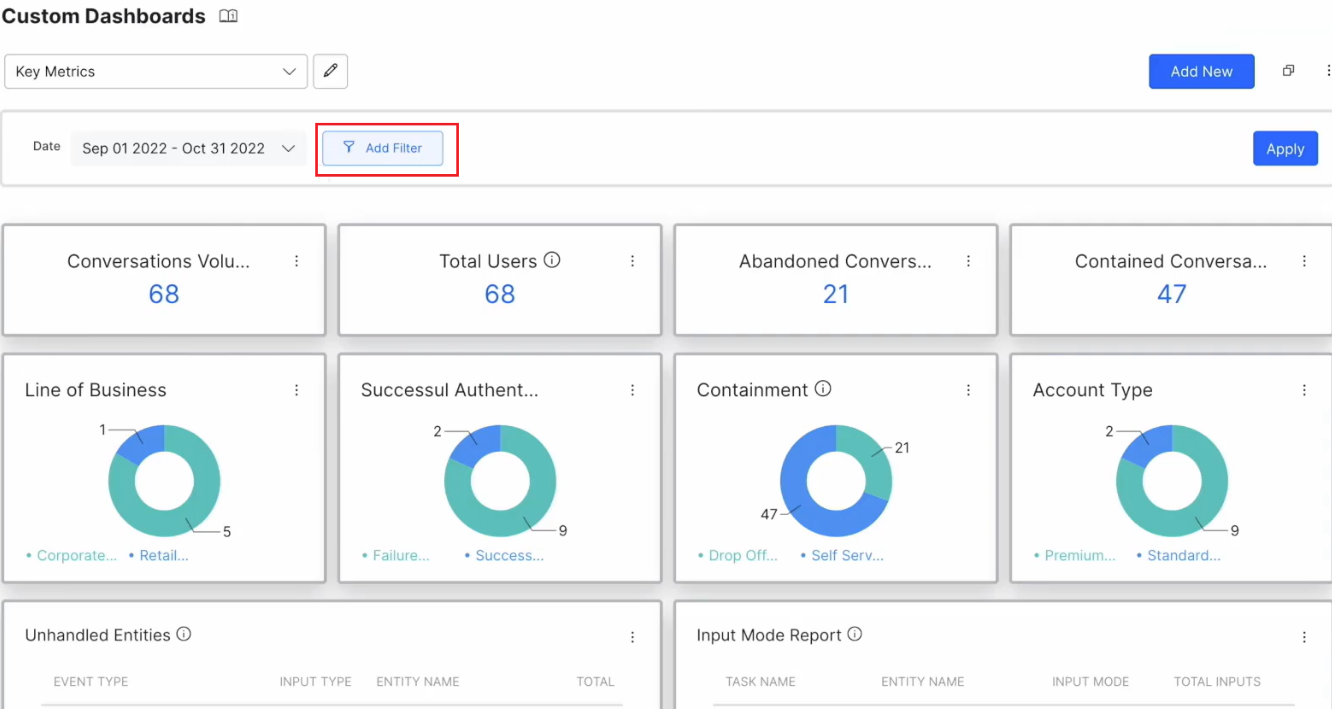 Custom Dashboards
Key Metrics
Add New
Date
Sep 01 2022 - Oct 31 2022
Add Filter
Apply
Conversations Volu...
68
Total Users
68
Abandoned Convers...
21
Contained Conversa...
47
Line of Business
1
5
Corporate... Retail...
Successul Authent...
2
9
Failure... Success...
Containment
21
47
Drop Off... Self Serv...
Account Type
2
9
Premium... Standard...
Unhandled Entities
EVENT TYPE INPUT TYPE ENTITY NAME TOTAL
Input Mode Report
TASK NAME ENTITY NAME INPUT MODE TOTAL INPUTS